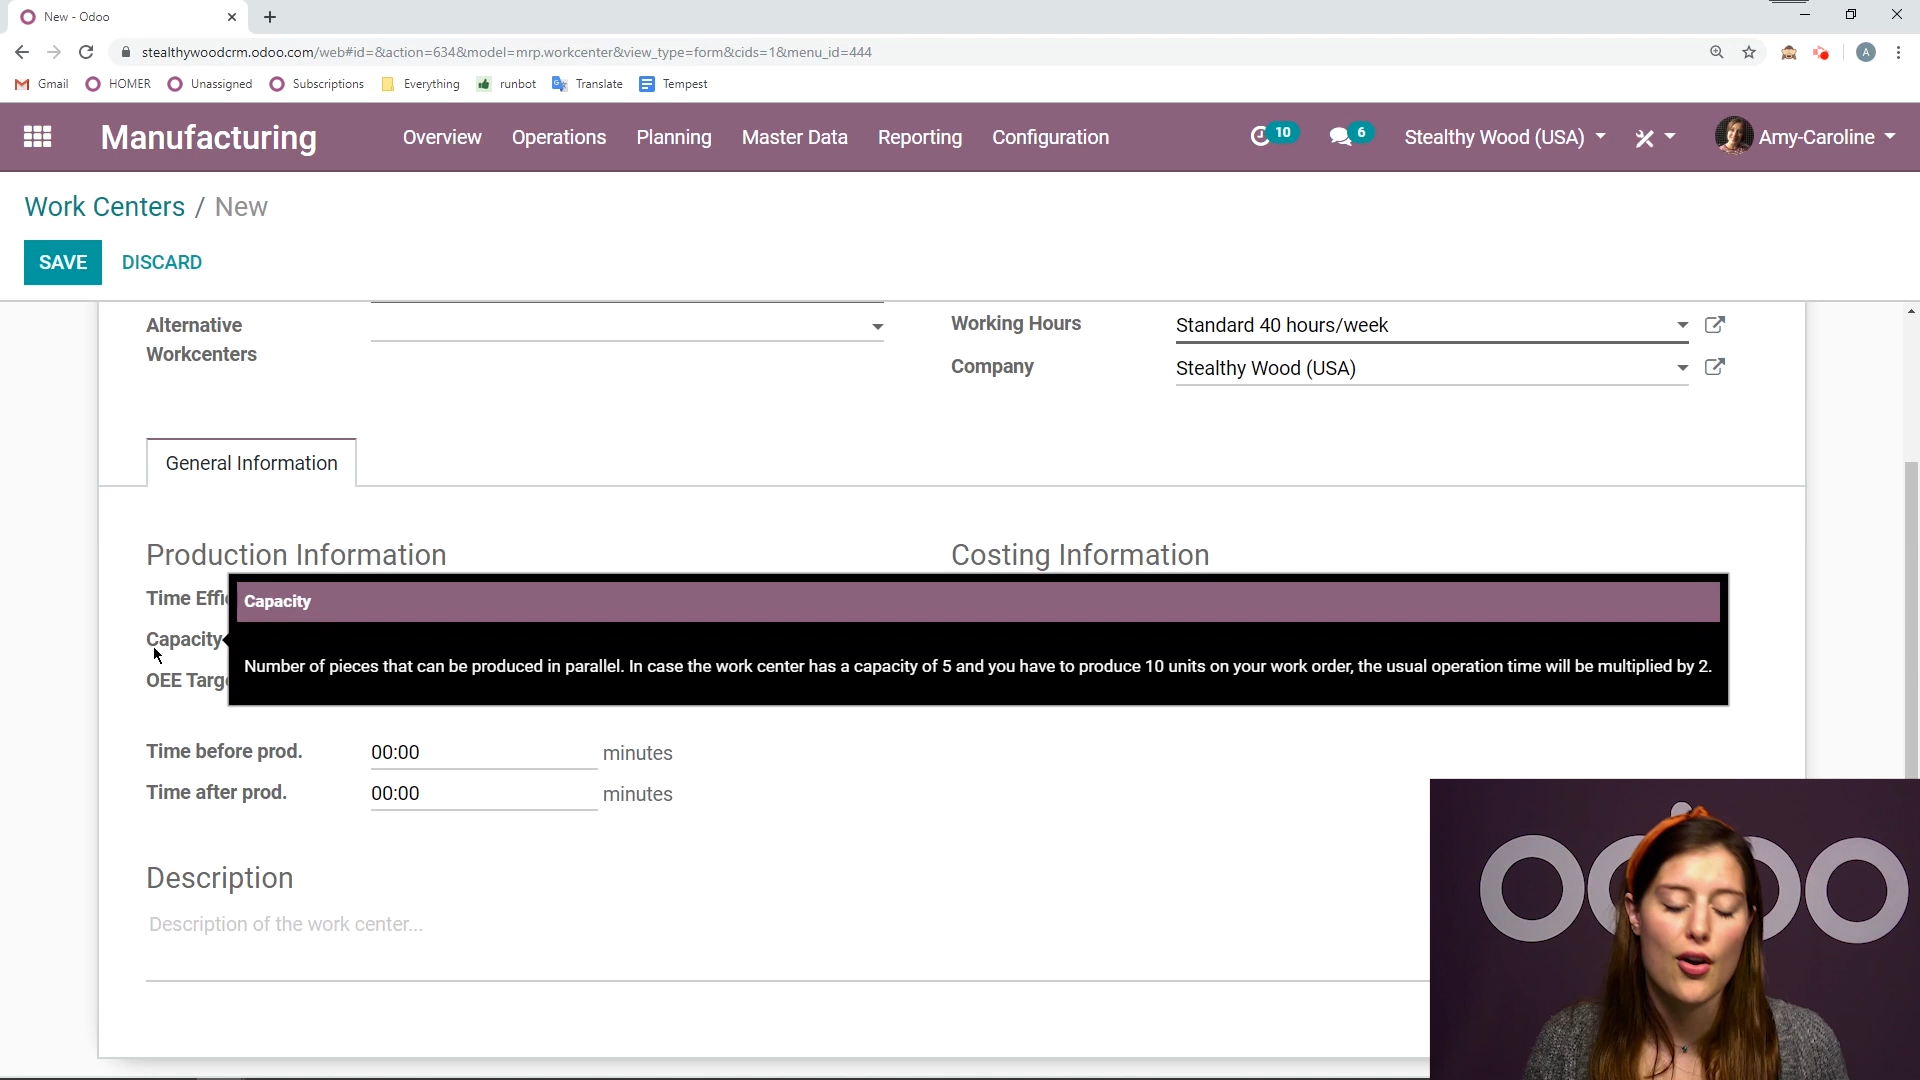 New - Odoo
stealthywoodcrm.odoo.com/web#id=&action=634&model=mrp.workcenter&view_type=form&cids=1&menu_id=444
A
Gmail HOMER Unassigned Subscriptions Everything runbot Translate Tempest
Manufacturing Overview Operations Planning Master Data Reporting Configuration 10 6 Stealthy Wood (USA) Amy-Caroline
Work Centers / New
SAVE DISCARD
Alternative Workcenters
Working Hours Standard 40 hours/week
Company Stealthy Wood (USA)
General Information
Production Information Costing Information
Time Effi
Capacity
Capacity
Number of pieces that can be produced in parallel. In case the work center has a capacity of 5 and you have to produce 10 units on your work order, the usual operation time will be multiplied by 2.
OEE Targ
Time before prod. 00:00 minutes
Time after prod. 00:00 minutes
Description
Description of the work center...
odoo